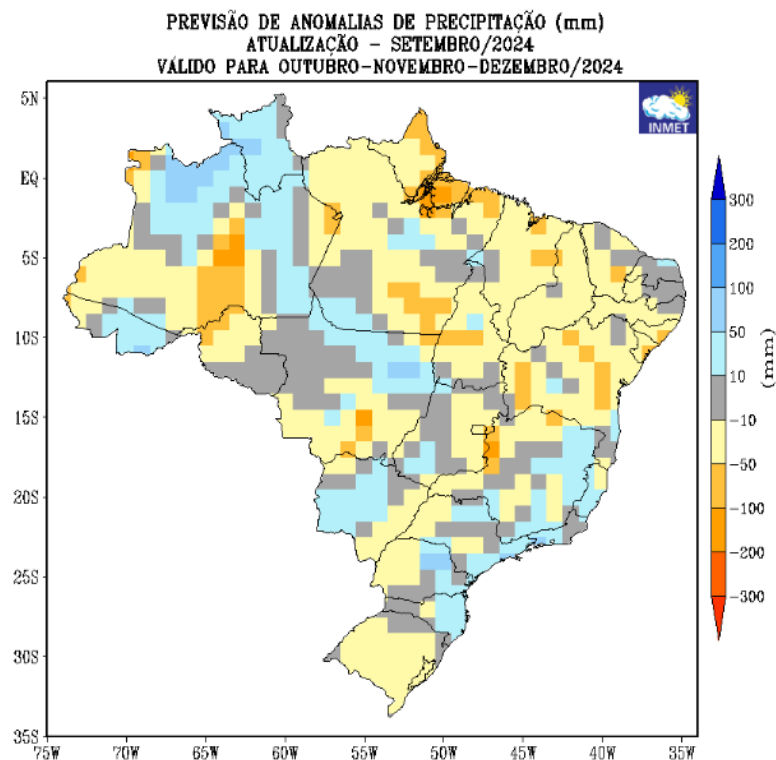 PREVISÃO DE ANOMALIAS DE PRECIPITAÇÃO (mm)
ATUALIZAÇÃO - SETEMBRO/2024
VÁLIDO PARA OUTUBRO-NOVEMBRO-DEZEMBRO/2024
INMET
5N
EQ
5S
10S
15S
20S
25S
30S
35S
75W 70W 65W 60W 55W 50W 45W 40W 35W
300
200
100
50
10
-10
-50
-100
-200
-300
(mm)